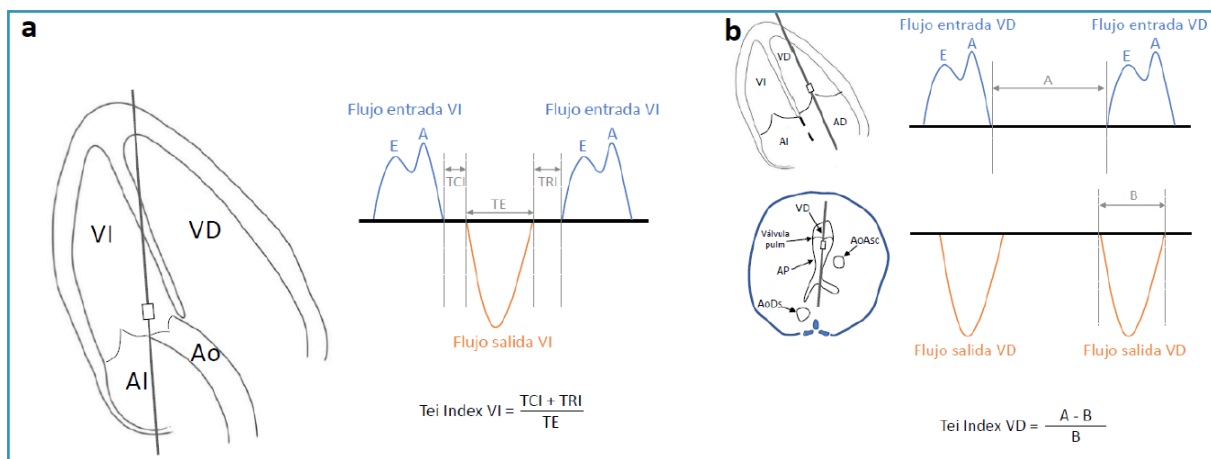 a
Flujo entrada VI
Flujo entrada VI
E
A
E
A
TCI
TRI
TE
VI
VD
Ao
AI
Flujo salida VI
Tei Index VI = TCI + TRI / TE
b
VD
VI
AD
AI
Flujo entrada VD
Flujo entrada VD
E
A
E
A
A
VD
Válvula
pulm
AoAsc
AP
AoDs
B
Flujo salida VD
Flujo salida VD
Tei Index VD = A - B / B